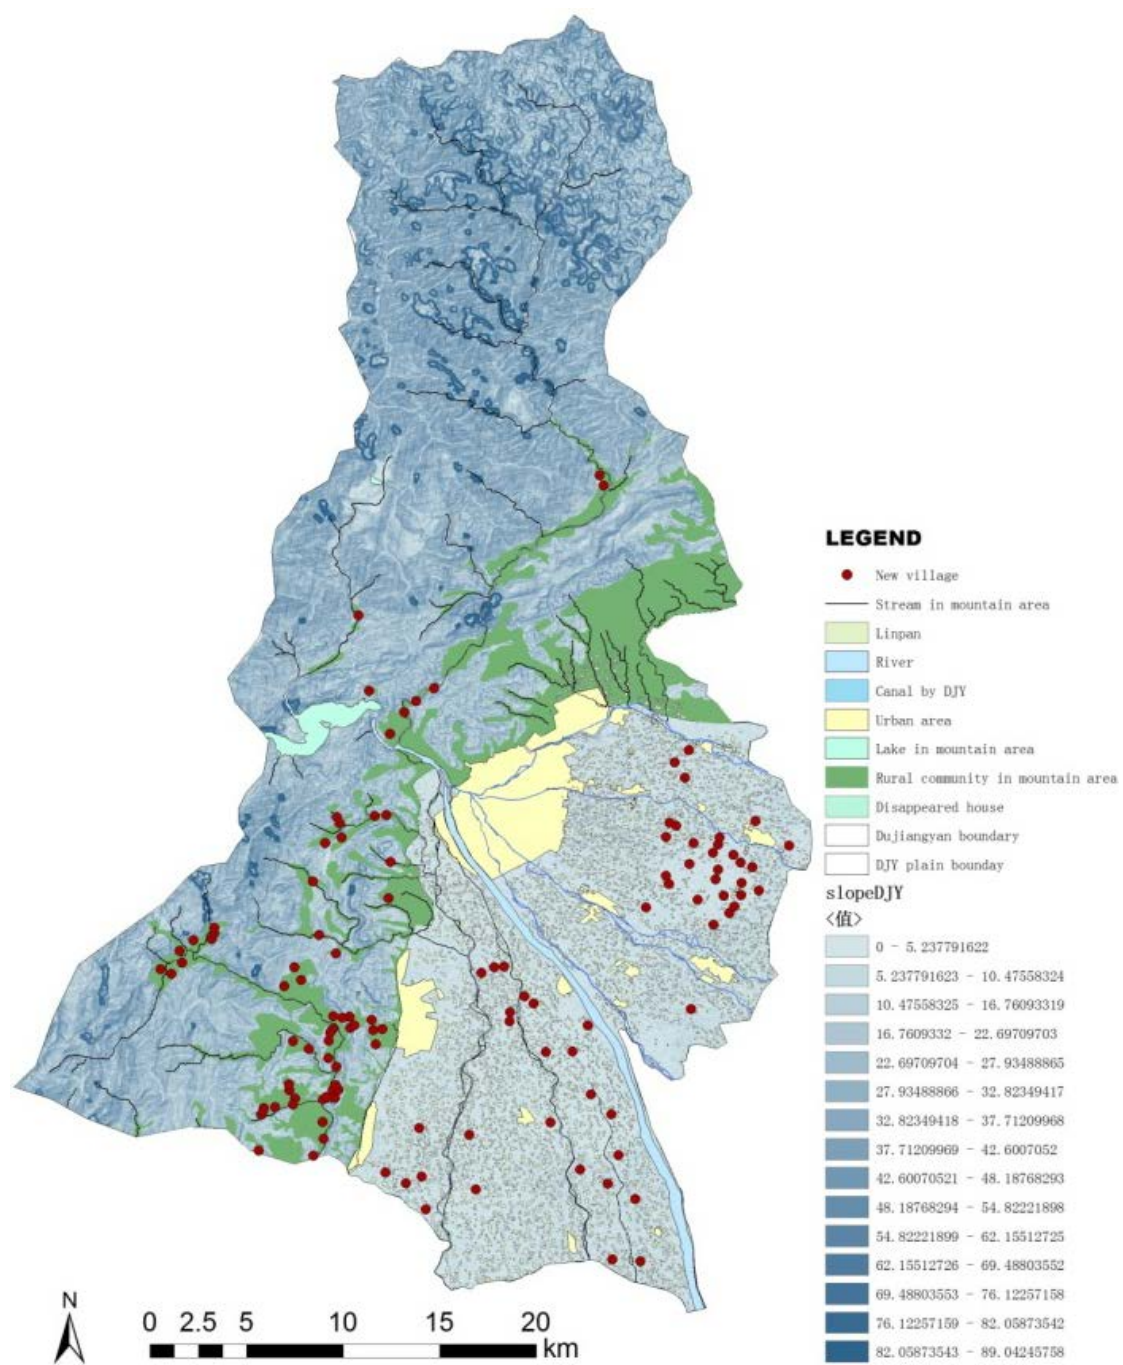 LEGEND
New village
Stream in mountain area
Linpan
River
Canal by DJY
Urban area
Lake in mountain area
Rural community in mountain area
Disappeared house
Dujiangyan boundary
DJY plain bounday
slopeDJY
<值>
0 - 5.237791622
5.237791623 - 10.47558324
10.47558325 - 16.76093319
16.7609332 - 22.69709703
22.69709704 - 27.93488865
27.93488866 - 32.82349417
32.82349418 - 37.71209968
37.71209969 - 42.6007052
42.60070521 - 48.18768293
48.18768294 - 54.82221898
54.82221899 - 62.15512725
62.15512726 - 69.48803552
69.48803553 - 76.12257158
76.12257159 - 82.05873542
82.05873543 - 89.04245758
N
0 2.5 5 10 15 20
km